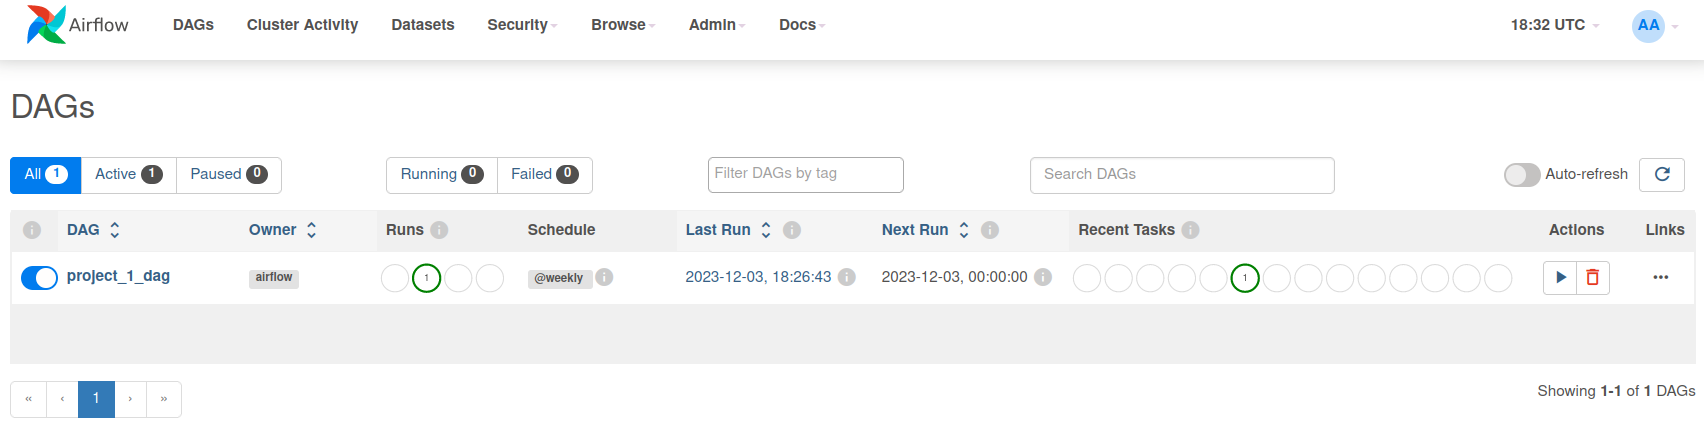 Airflow DAGs Cluster Activity Datasets Security Browse Admin Docs 18:32 UTC AA
DAGs
All 1 Active 1 Paused 0 Running 0 Failed 0 Filter DAGs by tag Search DAGs Auto-refresh
i DAG Owner Runs i Schedule Last Run i Next Run i Recent Tasks i Actions Links
project_1_dag airflow 1 @weekly i 2023-12-03, 18:26:43 i 2023-12-03, 00:00:00 i 1 ...
« ‹ 1 › » Showing 1-1 of 1 DAGs